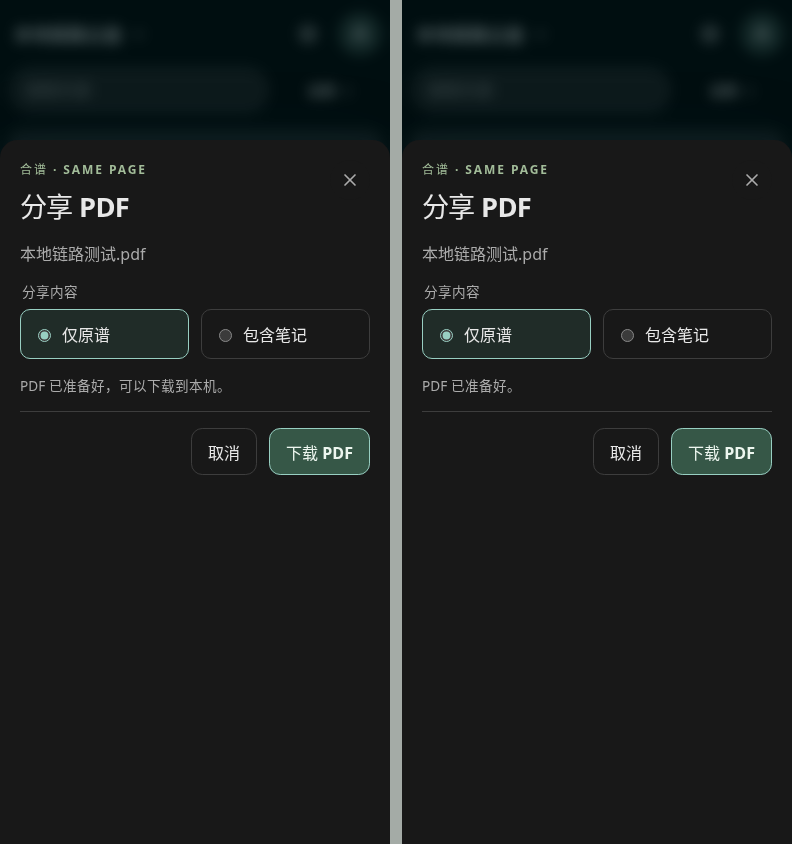 合谱 · SAME PAGE
分享 PDF
本地链路测试.pdf
分享内容
仅原谱
包含笔记
PDF 已准备好，可以下载到本机。
取消
下载 PDF
合谱 · SAME PAGE
分享 PDF
本地链路测试.pdf
分享内容
仅原谱
包含笔记
PDF 已准备好。
取消
下载 PDF